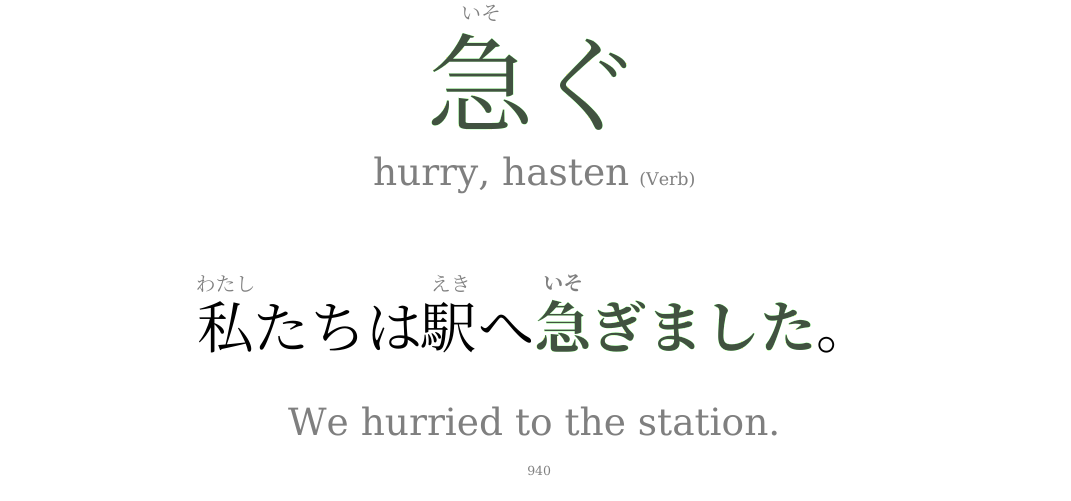 いそ
急ぐ
hurry, hasten (Verb)
わたし えき いそ
私たちは駅へ急ぎました。
We hurried to the station.
940